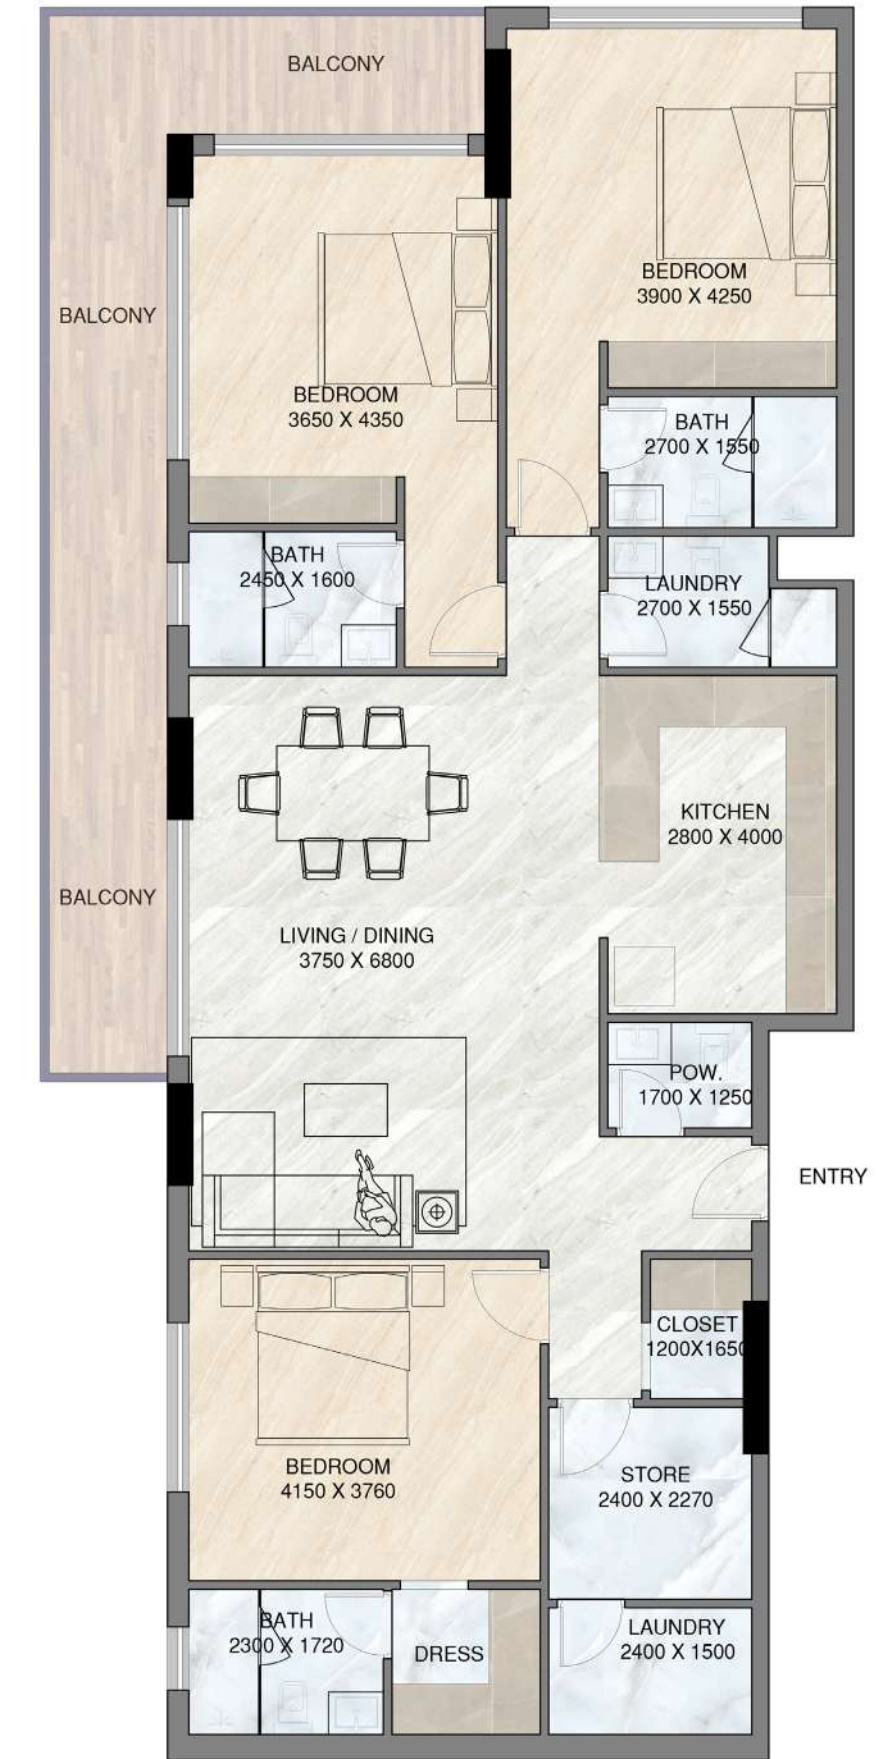 BALCONY
BEDROOM
3900 X 4250
BALCONY
BEDROOM
3650 X 4350
BATH
2700 X 1550
BATH
2450 X 1600
LAUNDRY
2700 X 1550
KITCHEN
2800 X 4000
BALCONY
LIVING / DINING
3750 X 6800
POW.
1700 X 1250
ENTRY
CLOSET
1200X1650
BEDROOM
4150 X 3760
STORE
2400 X 2270
BATH
2300 X 1720
DRESS
LAUNDRY
2400 X 1500